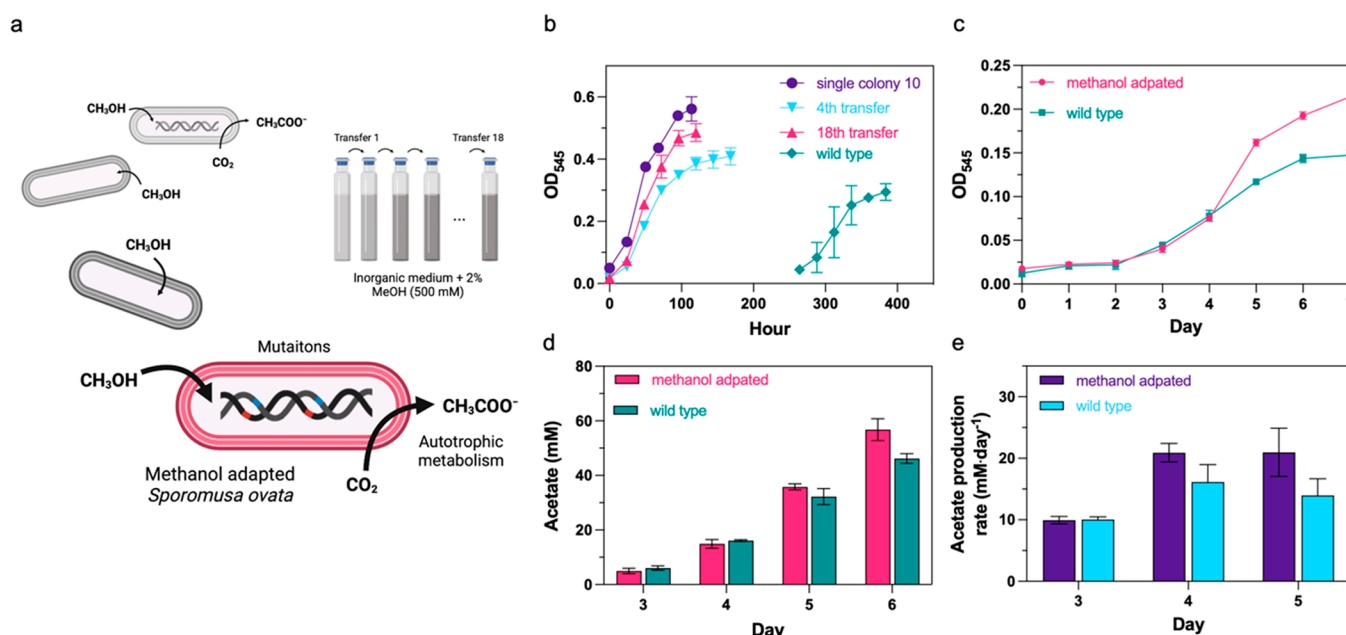 a
CH₃OH
CH₃COO⁻
CO₂
CH₃OH
CH₃OH
Transfer 1
Transfer 18
...
Inorganic medium + 2%
MeOH (500 mM)
Mutaitons
CH₃OH
CH₃COO⁻
Autotrophic
metabolism
CO₂
Methanol adapted
Sporomusa ovata
b
single colony 10
4th transfer
18th transfer
wild type
OD₅₄₅
0.6
0.4
0.2
0.0
0 100 200 300 400
Hour
c
methanol adpated
wild type
OD₅₄₅
0.25
0.20
0.15
0.10
0.05
0.00
0 1 2 3 4 5 6
Day
d
methanol adpated
wild type
Acetate (mM)
80
60
40
20
0
3 4 5 6
Day
e
methanol adpated
wild type
Acetate production
rate (mM·day⁻¹)
30
20
10
0
3 4 5
Day